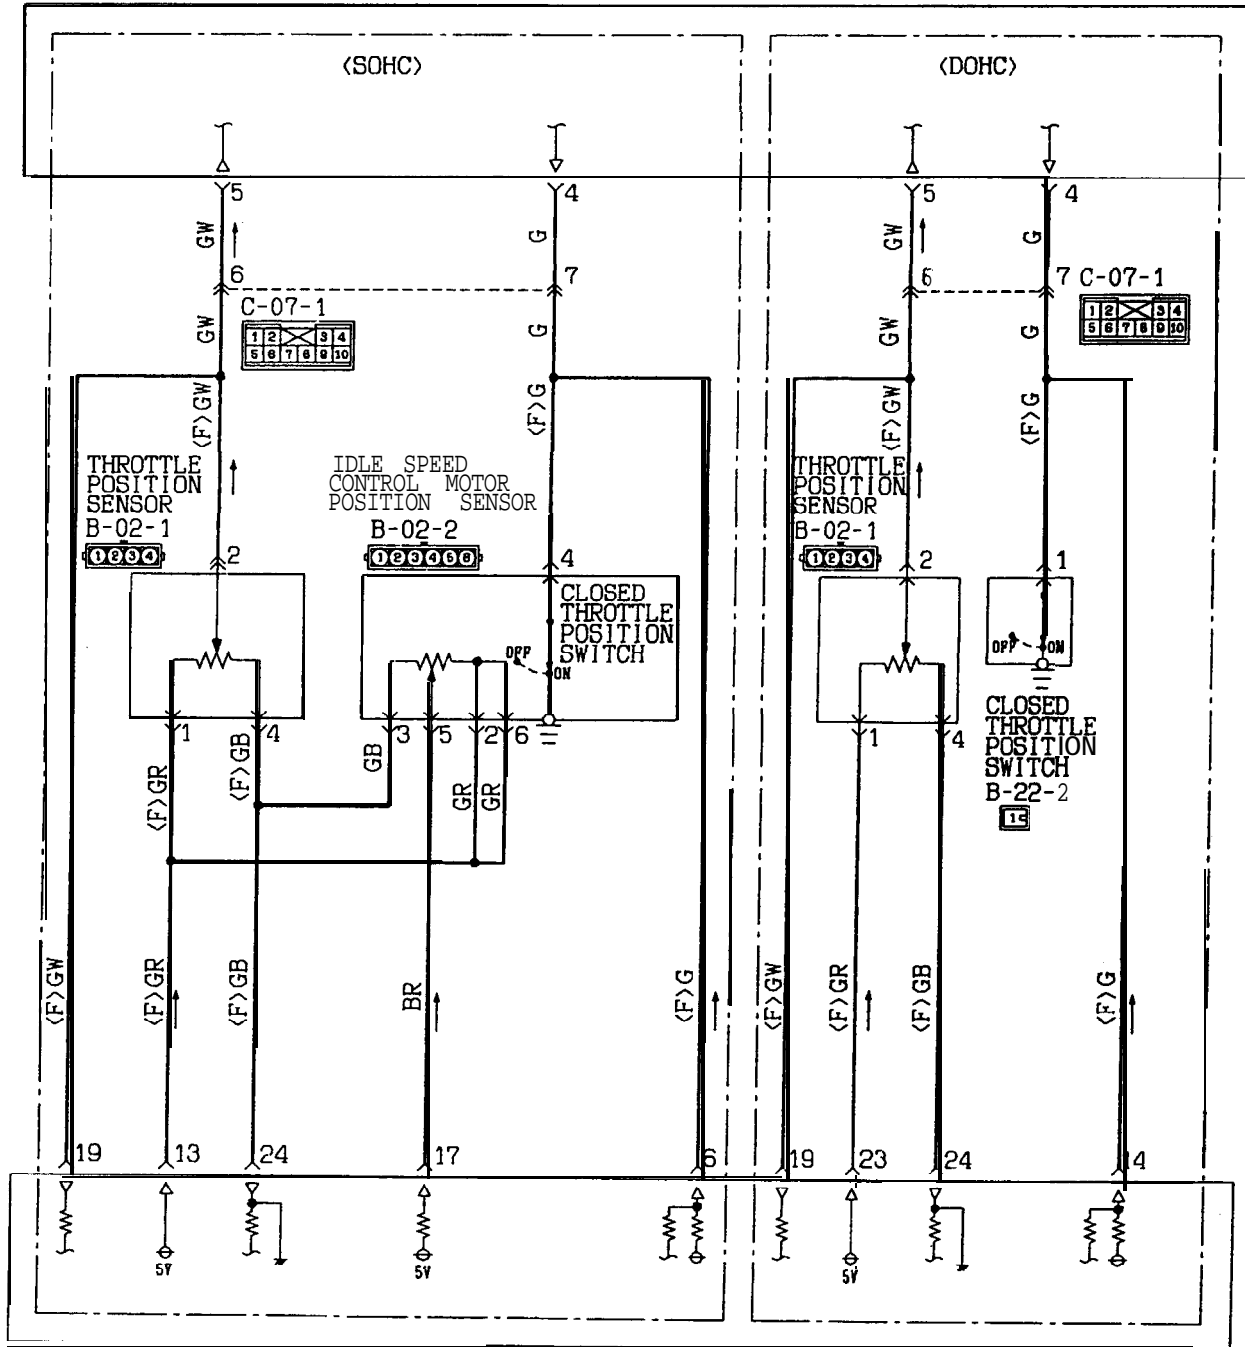 <SOHC>
<DOHC>
5
4
5
4
GW
G
GW
G
6
7
6
7
C-07-1
C-07-1
1 2 3 4
5 6 7 8 9 10
1 2 3 4
5 6 7 8 9 10
GW
G
GW
G
<F>GW
<F>G
<F>GW
<F>G
THROTTLE
POSITION
SENSOR
B-02-1
1 2 3 4
IDLE SPEED
CONTROL MOTOR
POSITION SENSOR
B-02-2
1 2 3 4 5 6
THROTTLE
POSITION
SENSOR
B-02-1
1 2 3 4
2
4
2
1
CLOSED
THROTTLE
POSITION
SWITCH
OFF
ON
OFF
ON
1
4
3
5
2
6
1
4
CLOSED
THROTTLE
POSITION
SWITCH
B-22-2
1
<F>GR
<F>GB
GB
GR
GR
<F>GW
<F>GR
<F>GB
BR
<F>G
<F>GW
<F>GR
<F>GB
<F>G
19
13
24
17
6
19
23
24
14
5V
5V
5V